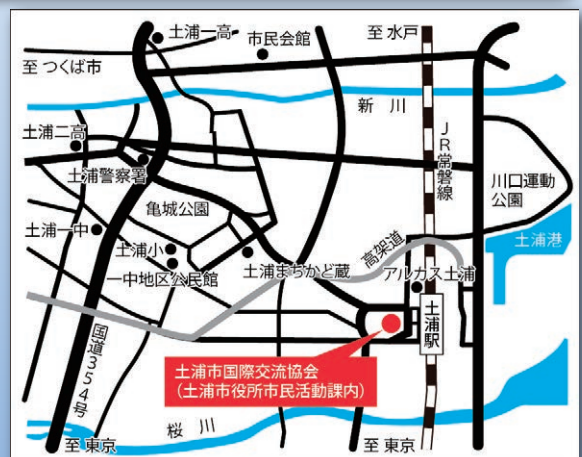 土浦一高
市民会館
至 水戸
至 つくば市
新川
JR常磐線
土浦二高
土浦警察署
川口運動
公園
亀城公園
土浦一中
土浦小
一中地区公民館
土浦まちかど蔵
高架道
アルカス土浦
土浦港
土浦駅
国道354号
土浦市国際交流協会
(土浦市役所市民活動課内)
桜川
至 東京
至 東京